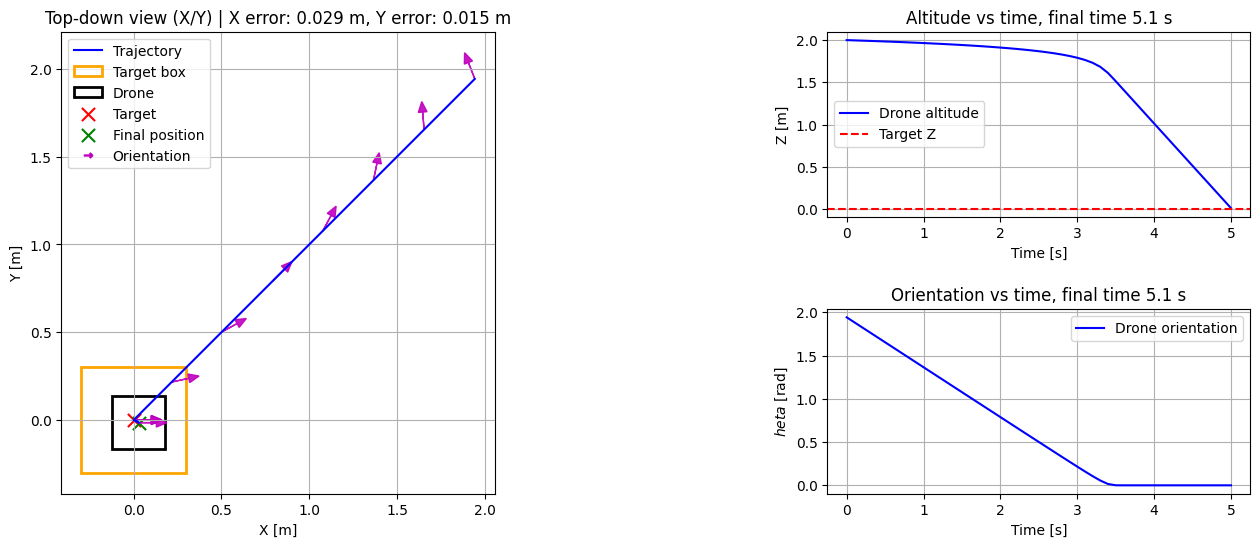 Top-down view (X/Y) | X error: 0.029 m, Y error: 0.015 m
Trajectory
Target box
Drone
Target
Final position
Orientation
Y [m]
2.0
1.5
1.0
0.5
0.0
0.0 0.5 1.0 1.5 2.0
X [m]
Altitude vs time, final time 5.1 s
Z [m]
2.0
1.5
1.0
0.5
0.0
Drone altitude
Target Z
0 1 2 3 4 5
Time [s]
Orientation vs time, final time 5.1 s
heta [rad]
2.0
1.5
1.0
0.5
0.0
Drone orientation
0 1 2 3 4 5
Time [s]